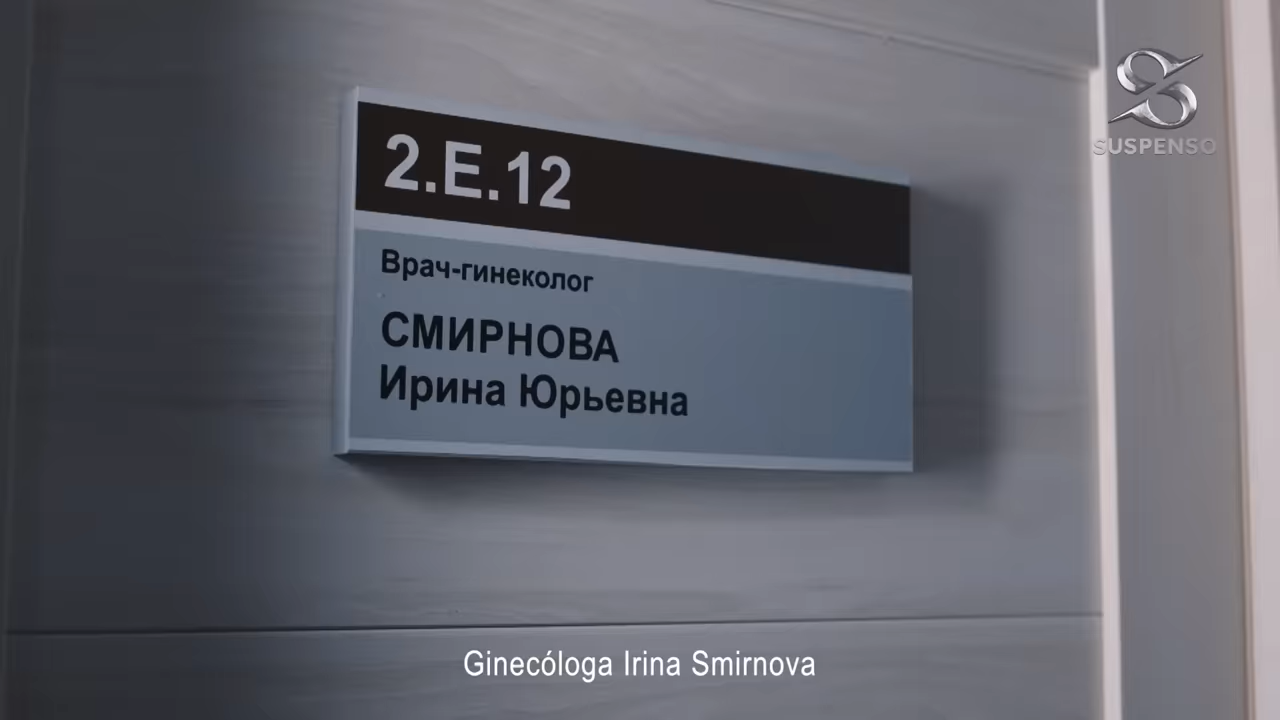 SUSPENSO
2.E.12
Врач-гинеколог
СМИРНОВА
Ирина Юрьевна
Ginecóloga Irina Smirnova